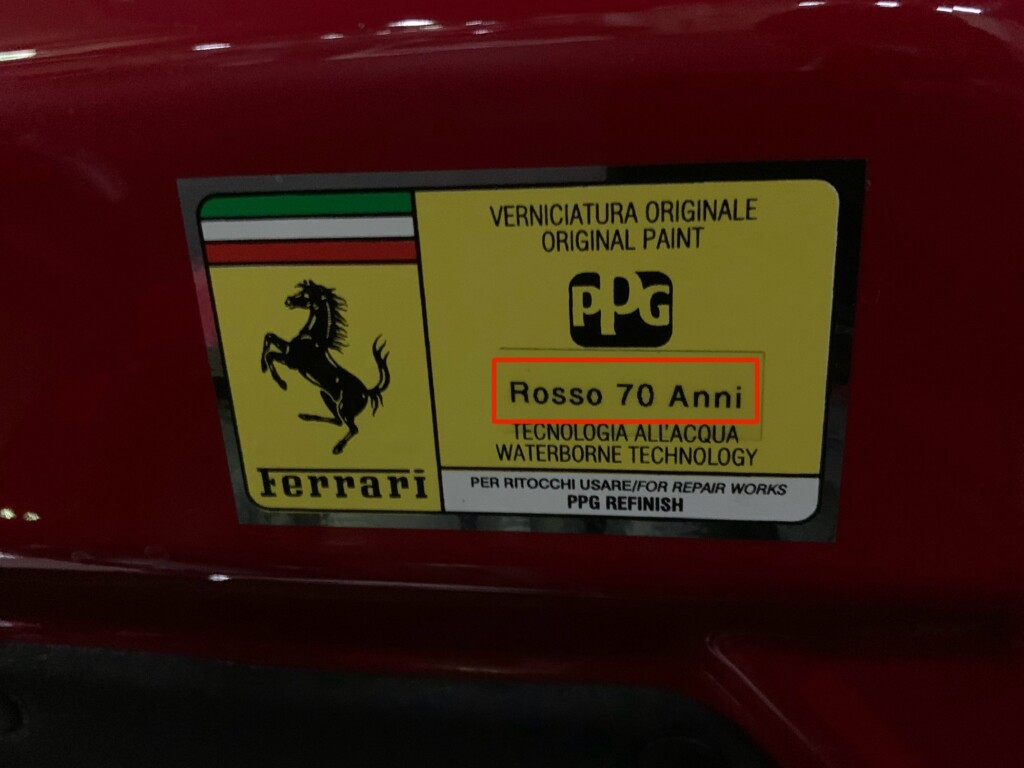 VERNICIATURA ORIGINALE
ORIGINAL PAINT
PPG
Rosso 70 Anni
TECNOLOGIA ALL'ACQUA
WATERBORNE TECHNOLOGY
Ferrari
PER RITOCCHI USARE/FOR REPAIR WORKS
PPG REFINISH